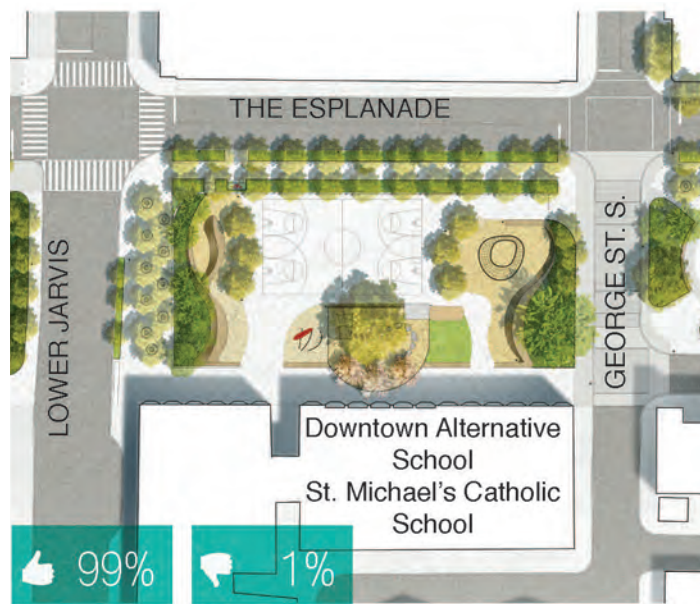 THE ESPLANADE
LOWER JARVIS
GEORGE ST. S.
Downtown Alternative
School
St. Michael's Catholic
School
99%
1%